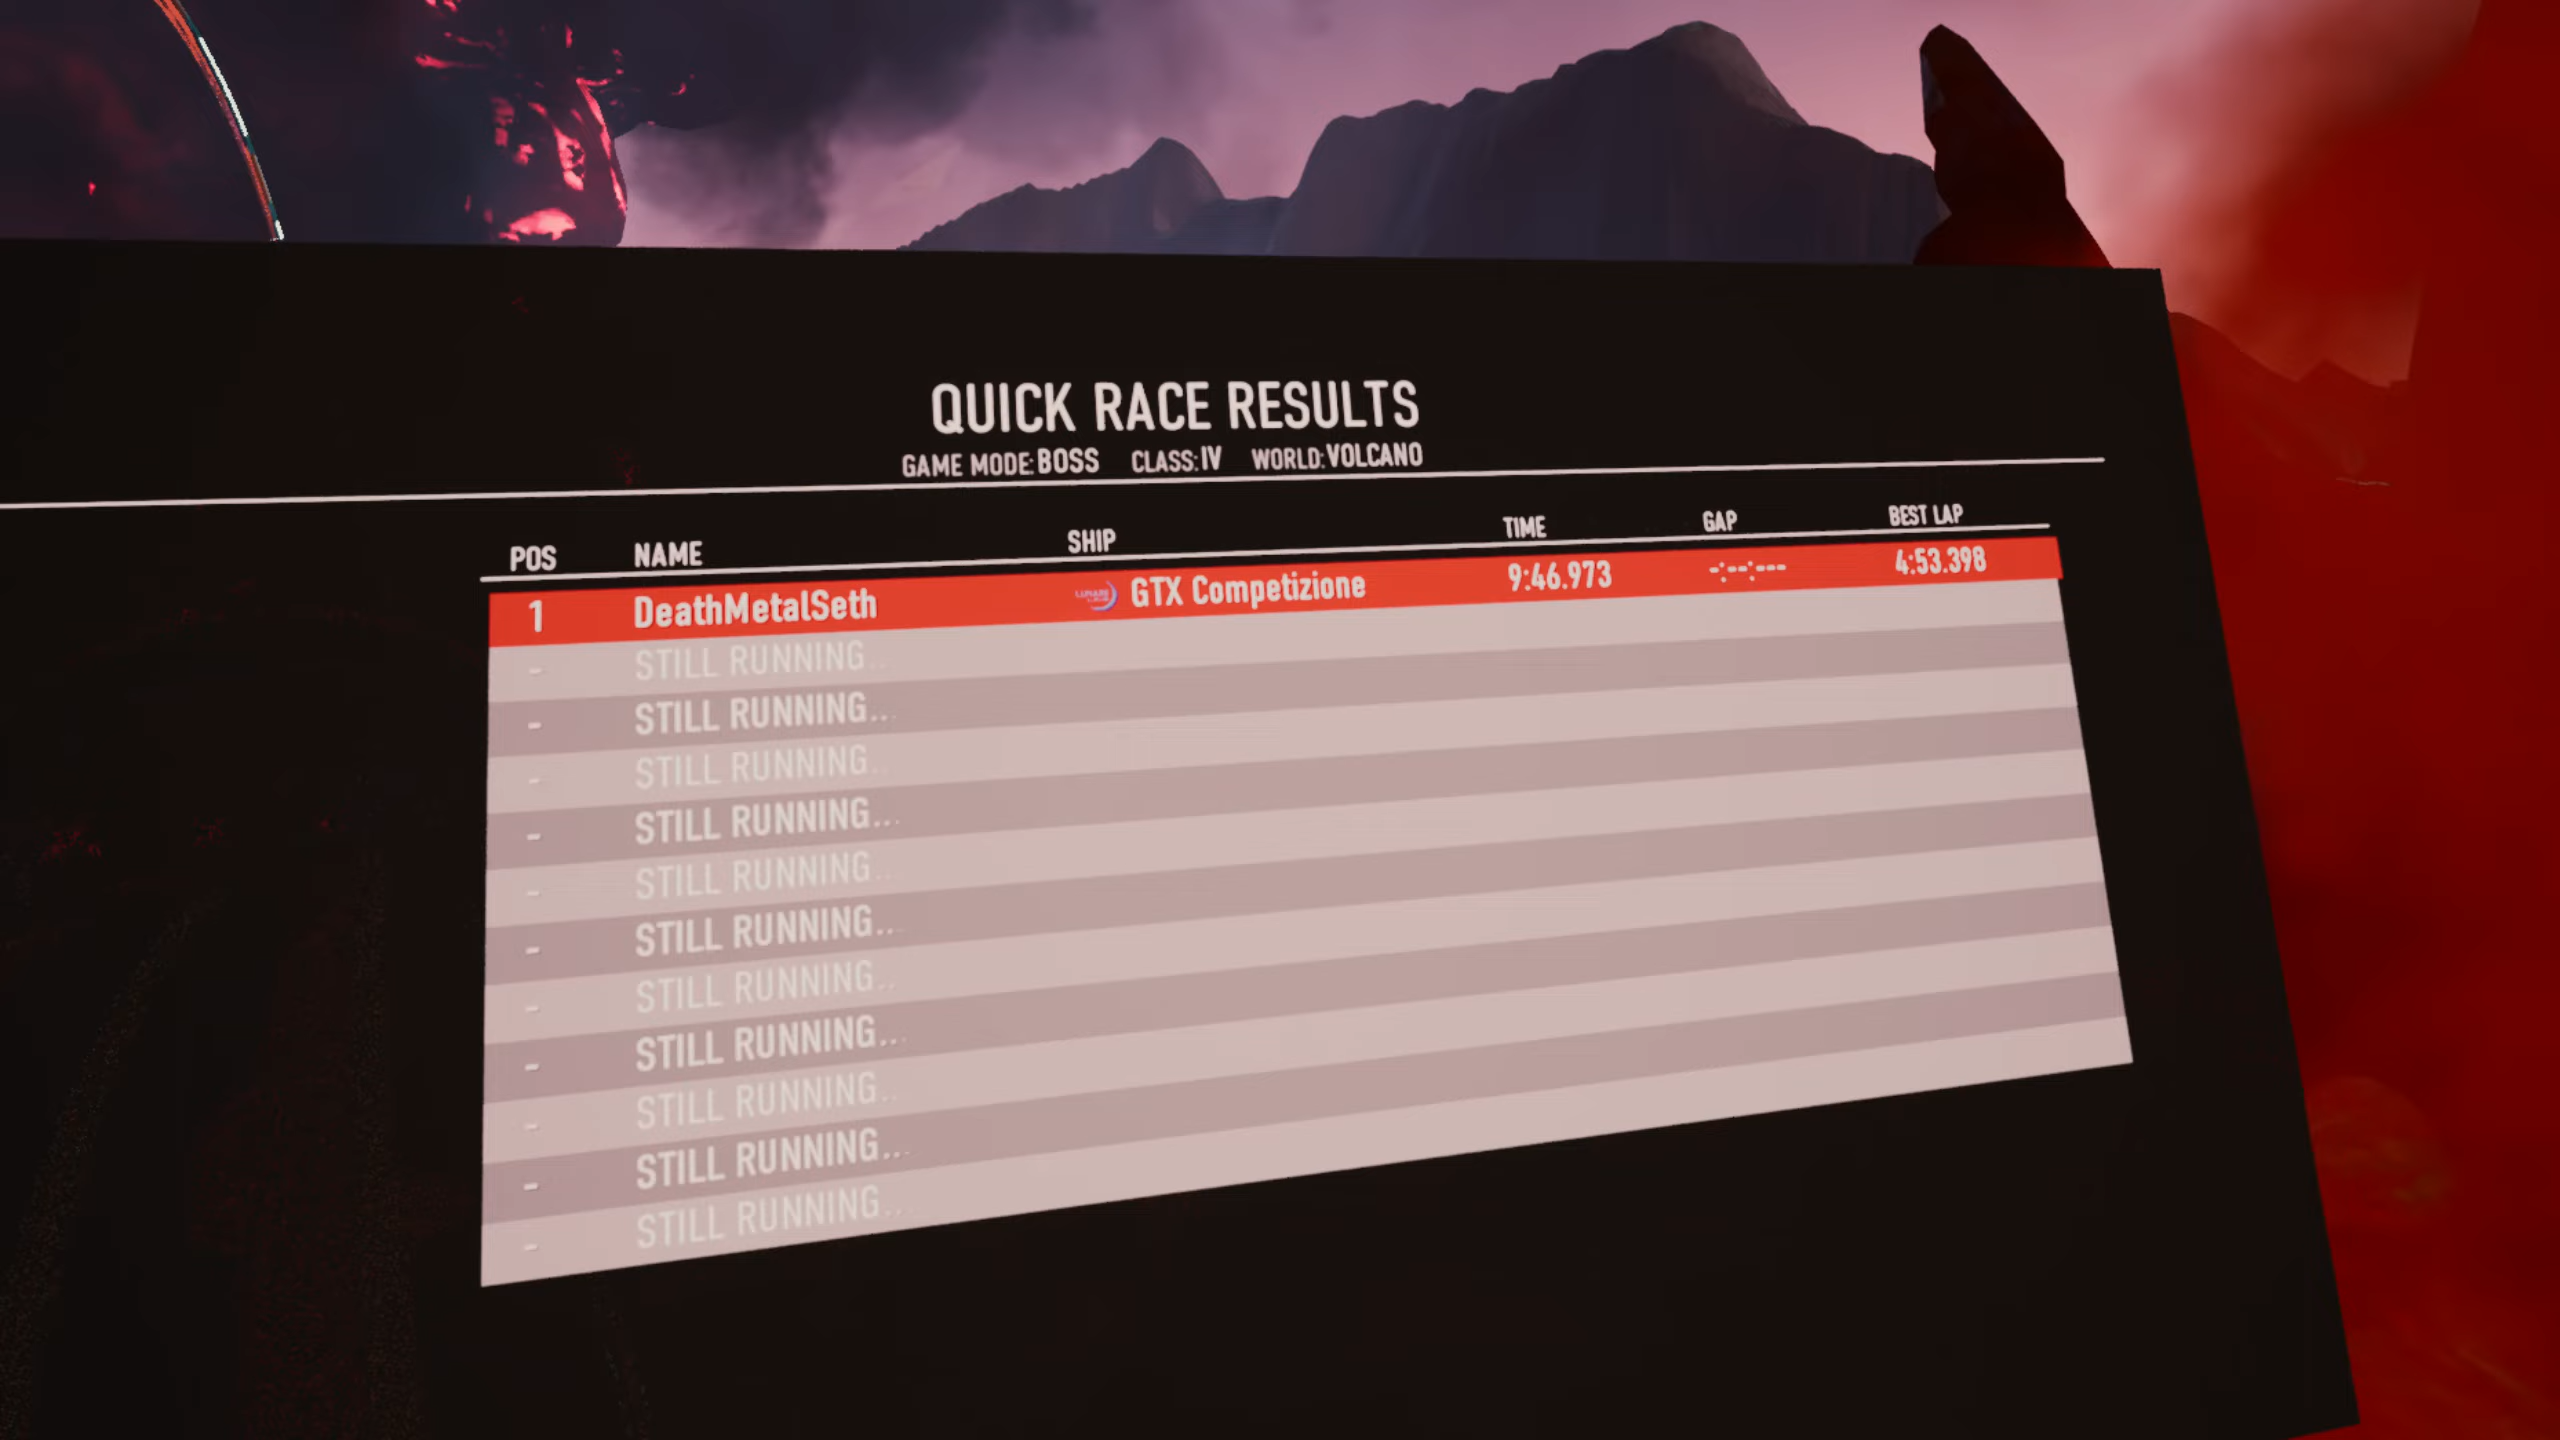 QUICK RACE RESULTS
GAME MODE: BOSS CLASS: IV WORLD: VOLCANO
POS NAME SHIP TIME GAP BEST LAP
1 DeathMetalSeth GTX Competizione 9:46.973 -:--:--- 4:53.398
- STILL RUNNING..
- STILL RUNNING...
- STILL RUNNING..
- STILL RUNNING...
- STILL RUNNING..
- STILL RUNNING...
- STILL RUNNING..
- STILL RUNNING...
- STILL RUNNING..
- STILL RUNNING...
- STILL RUNNING..